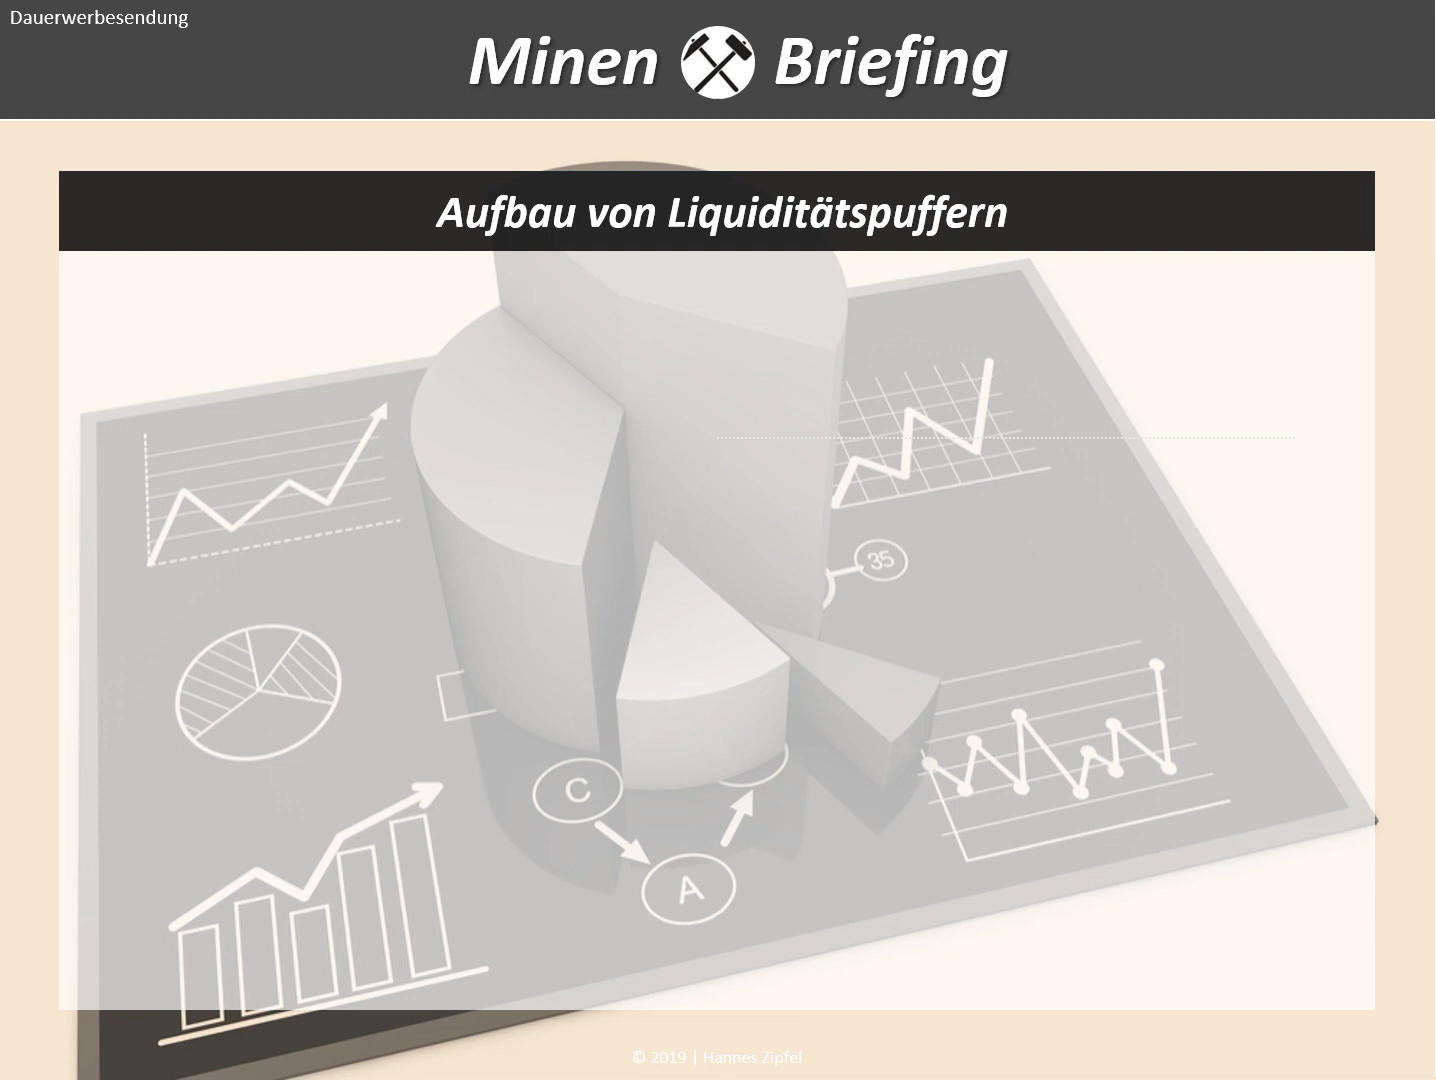 Dauerwerbesendung
Minen Briefing
Aufbau von Liquiditätspuffern
35
C
A
© 2019 | Hannes Zipfel